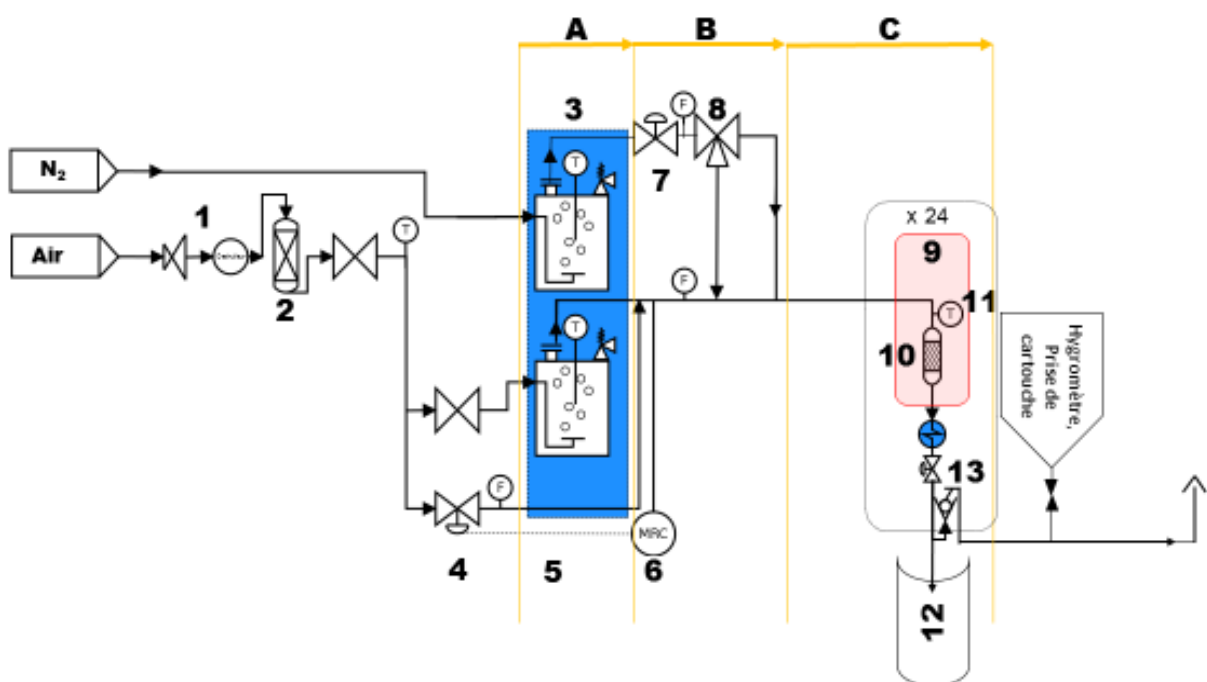 A
B
C
3
F
8
T
7
N₂
1
x 24
Air
T
9
2
F
11
T
T
10
Hygromètre,
Prise de
cartouche
F
13
4
5
MRC
6
12